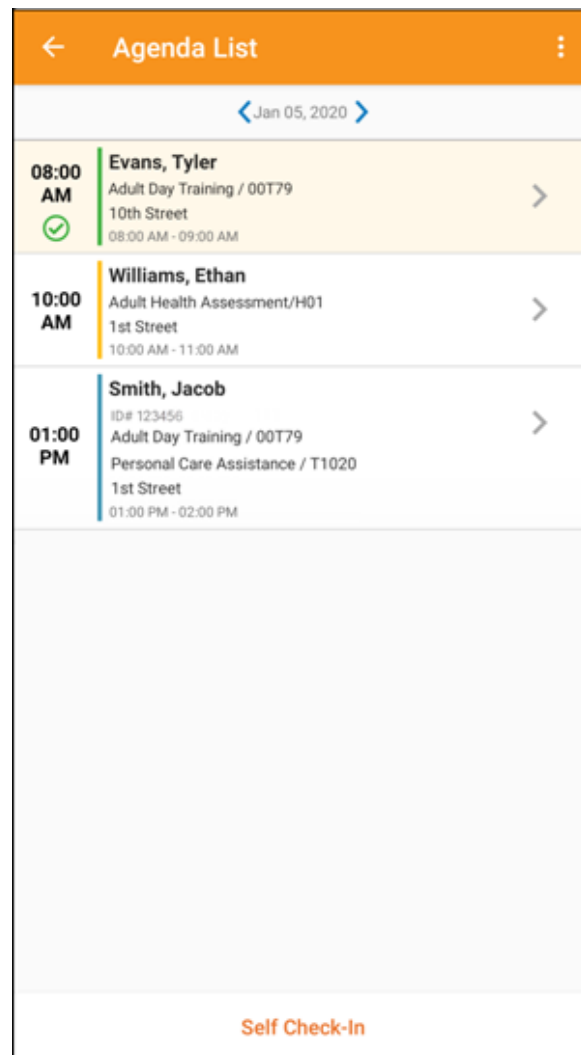 Agenda List
Jan 05, 2020
08:00
AM
Evans, Tyler
Adult Day Training / 00T79
10th Street
08:00 AM - 09:00 AM
10:00
AM
Williams, Ethan
Adult Health Assessment/H01
1st Street
10:00 AM - 11:00 AM
01:00
PM
Smith, Jacob
ID# 123456
Adult Day Training / 00T79
Personal Care Assistance / T1020
1st Street
01:00 PM - 02:00 PM
Self Check-In